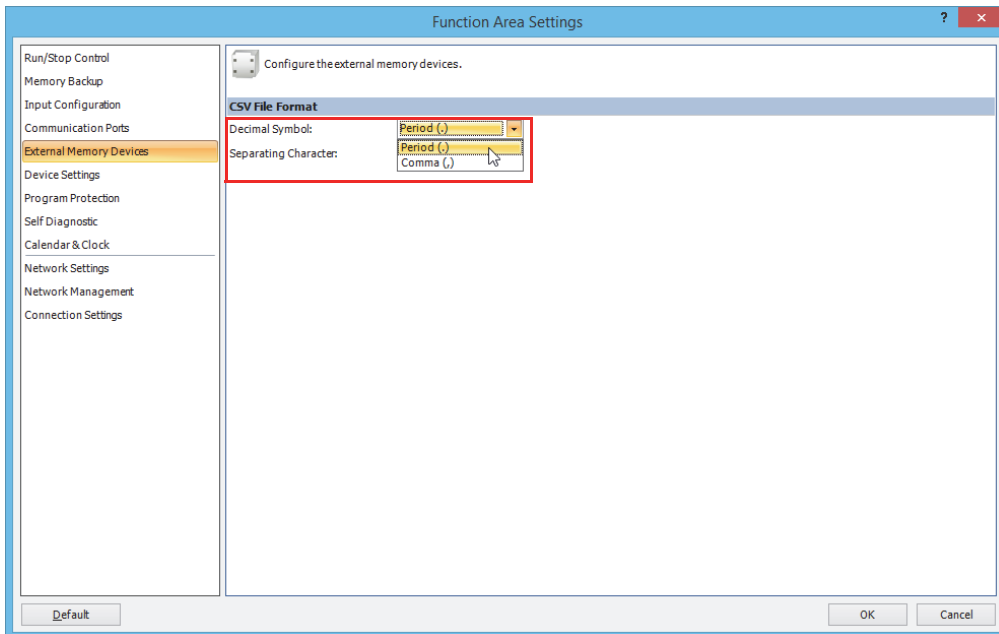 Function Area Settings
?
Run/Stop Control
Memory Backup
Input Configuration
Communication Ports
External Memory Devices
Device Settings
Program Protection
Self Diagnostic
Calendar & Clock
Network Settings
Network Management
Connection Settings
Configure the external memory devices.
CSV File Format
Decimal Symbol: Period (.)
Period (.)
Separating Character:
Comma (,)
Default
OK
Cancel